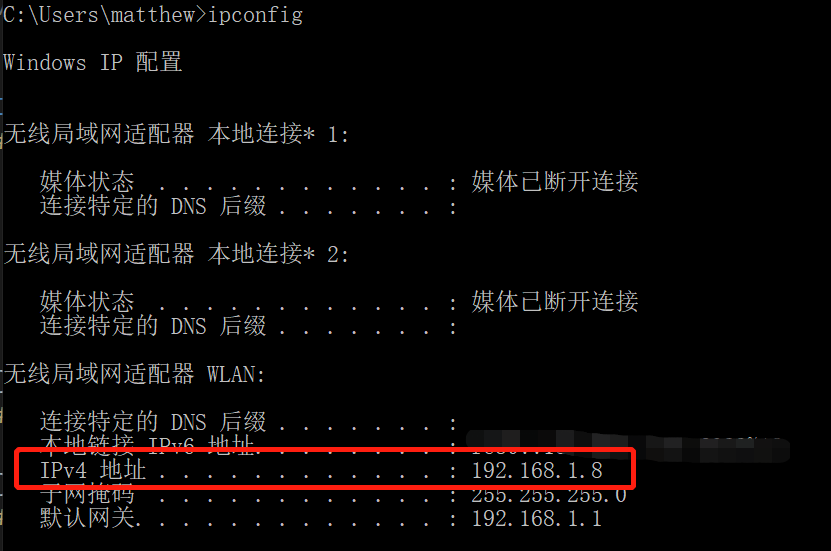 C:\Users\matthew>ipconfig
Windows IP 配置
无线局域网适配器 本地连接* 1:
媒体状态 . . . . . . . . . . . . : 媒体已断开连接
连接特定的 DNS 后缀 . . . . . . . :
无线局域网适配器 本地连接* 2:
媒体状态 . . . . . . . . . . . . : 媒体已断开连接
连接特定的 DNS 后缀 . . . . . . . :
无线局域网适配器 WLAN:
连接特定的 DNS 后缀 . . . . . . . :
本地链接 IPv6 地址. . . . . . . . :
IPv4 地址 . . . . . . . . . . . . : 192.168.1.8
子网掩码 . . . . . . . . . . . . : 255.255.255.0
默认网关. . . . . . . . . . . . . : 192.168.1.1